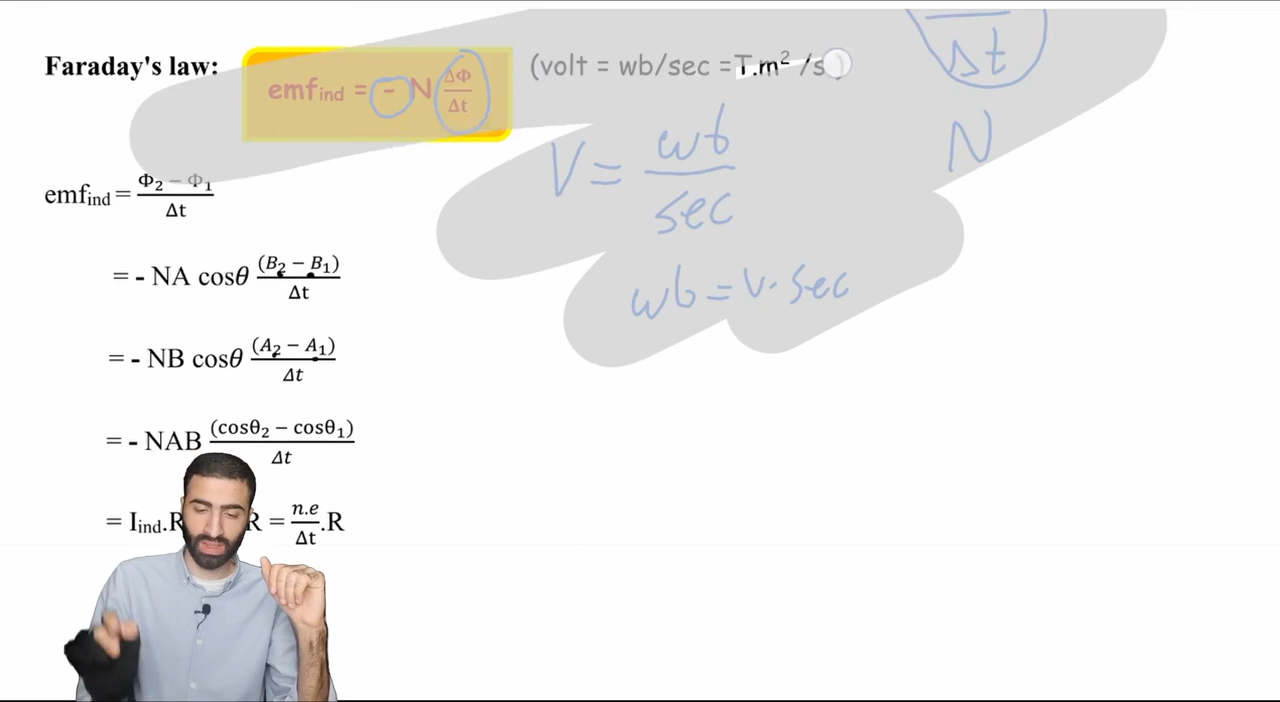 Faraday's law: emf_ind = - N ΔΦ/Δt (volt = wb/sec = T.m² /s)
Δt
N
V = wb/sec
wb = V. sec
emf_ind = Φ₂ − Φ₁/Δt
= - NA cosθ (B₂ − B₁)/Δt
= - NB cosθ (A₂ − A₁)/Δt
= - NAB (cosθ₂ − cosθ₁)/Δt
= I_ind.R R = n.e/Δt .R